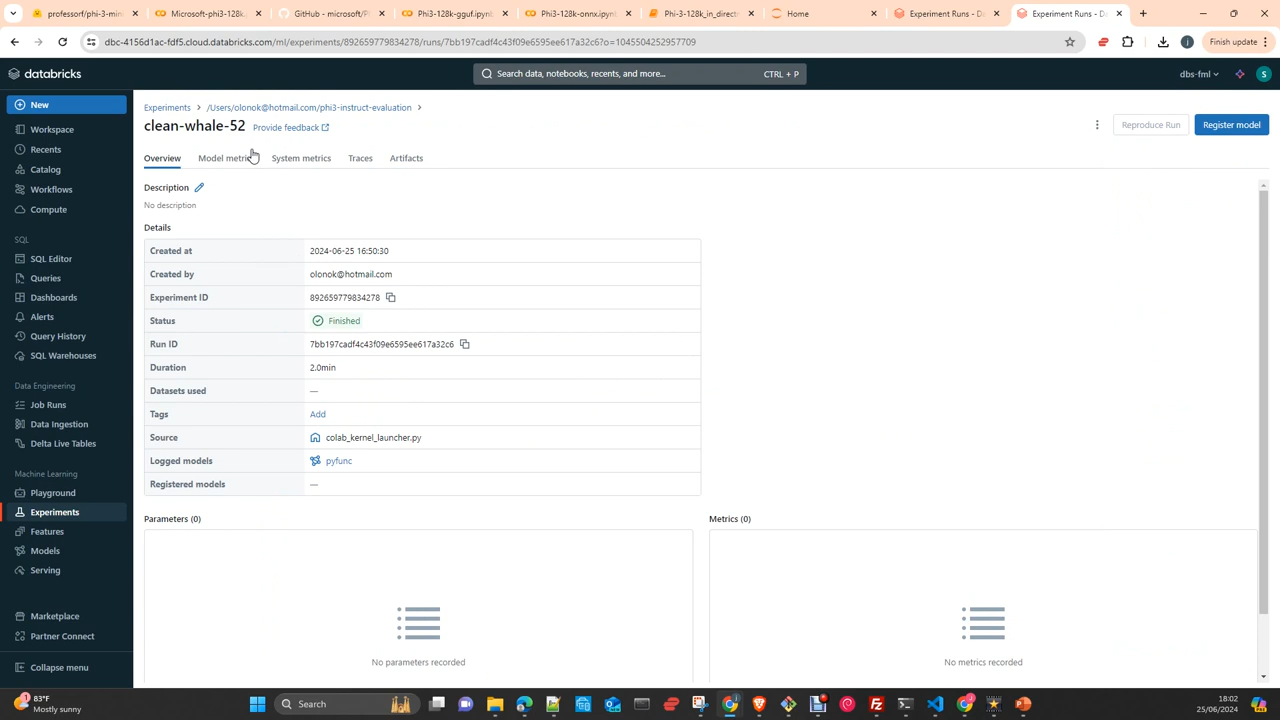 professorf/phi-3-min
Microsoft-phi3-128k
GitHub - microsoft/P
Phi3-gguf.ipynb
Phi3-128k-onnx.ipynb
Phi-3-128k_in_directs
Home
Experiment Runs - De
Experiment Runs - De
dbc-4156d1ac-fdf5.cloud.databricks.com/ml/experiments/892659779834278/runs/7bb197cadf4c43f09e6595ee617a32c6?o=1045504252957709
Finish update
databricks
Search data, notebooks, recents, and more...
CTRL + P
dbs-fml
S
New
Workspace
Recents
Catalog
Workflows
Compute
SQL
SQL Editor
Queries
Dashboards
Alerts
Query History
SQL Warehouses
Data Engineering
Job Runs
Data Ingestion
Delta Live Tables
Machine Learning
Playground
Experiments
Features
Models
Serving
Marketplace
Partner Connect
Collapse menu
Experiments > /Users/olonok@hotmail.com/phi3-instruct-evaluation >
clean-whale-52 Provide feedback
Reproduce Run
Register model
Overview Model metrics System metrics Traces Artifacts
Description
No description
Details
Created at 2024-06-25 16:50:30
Created by olonok@hotmail.com
Experiment ID 892659779834278
Status Finished
Run ID 7bb197cadf4c43f09e6595ee617a32c6
Duration 2.0min
Datasets used —
Tags Add
Source colab_kernel_launcher.py
Logged models pyfunc
Registered models —
Parameters (0)
No parameters recorded
Metrics (0)
No metrics recorded
83°F
Mostly sunny
Search
18:02
25/06/2024